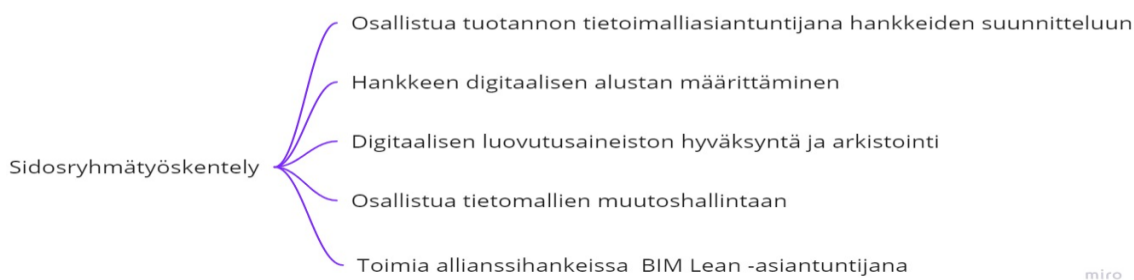 Osallistua tuotannon tietoimalliasiantuntijana hankkeiden suunnitteluun
Hankkeen digitaalisen alustan määrittäminen
Digitaalisen luovutusaineiston hyväksyntä ja arkistointi
Sidosryhmätyöskentely
Osallistua tietomallien muutoshallintaan
Toimia allianssihankeissa BIM Lean -asiantuntijana
miro